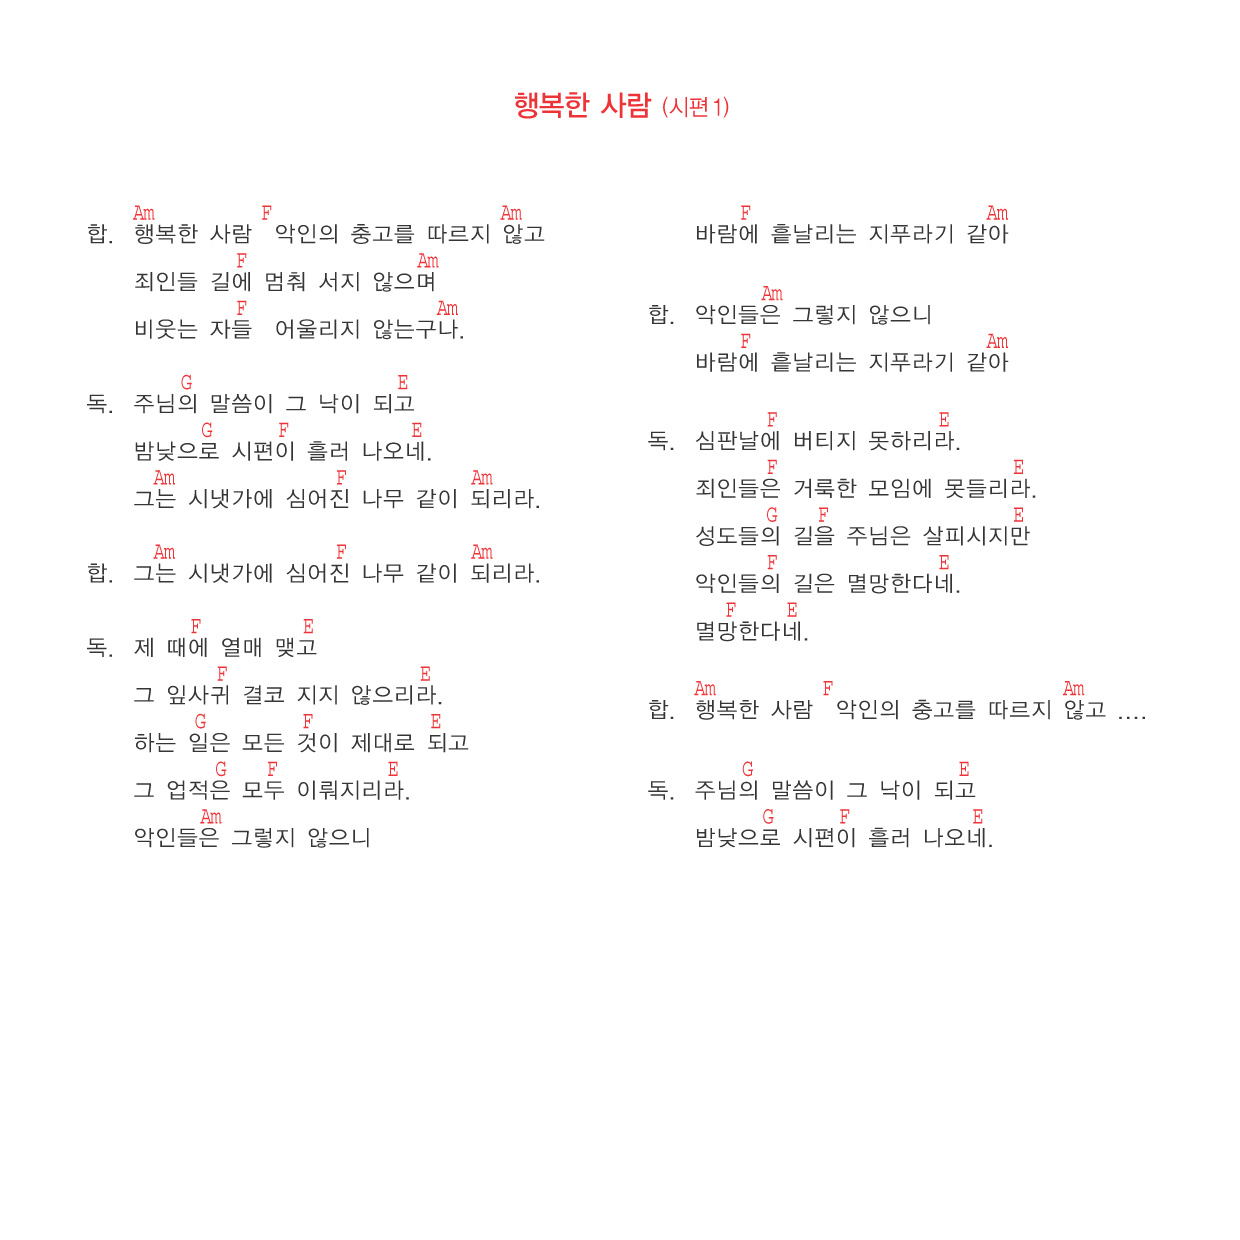 행복한 사람 (시편 1)
Am F Am
합. 행복한 사람 악인의 충고를 따르지 않고
F Am
죄인들 길에 멈춰 서지 않으며
F Am
비웃는 자들 어울리지 않는구나.
G E
독. 주님의 말씀이 그 낙이 되고
G F E
밤낮으로 시편이 흘러 나오네.
Am F Am
그는 시냇가에 심어진 나무 같이 되리라.
Am F Am
합. 그는 시냇가에 심어진 나무 같이 되리라.
F E
독. 제 때에 열매 맺고
F E
그 잎사귀 결코 지지 않으리라.
G F E
하는 일은 모든 것이 제대로 되고
G F E
그 업적은 모두 이뤄지리라.
Am
악인들은 그렇지 않으니
F Am
바람에 흩날리는 지푸라기 같아
Am
합. 악인들은 그렇지 않으니
F Am
바람에 흩날리는 지푸라기 같아
F E
독. 심판날에 버티지 못하리라.
F E
죄인들은 거룩한 모임에 못들리라.
G F E
성도들의 길을 주님은 살피시지만
F E
악인들의 길은 멸망한다네.
F E
멸망한다네.
Am F Am
합. 행복한 사람 악인의 충고를 따르지 않고 ....
G E
독. 주님의 말씀이 그 낙이 되고
G F E
밤낮으로 시편이 흘러 나오네.